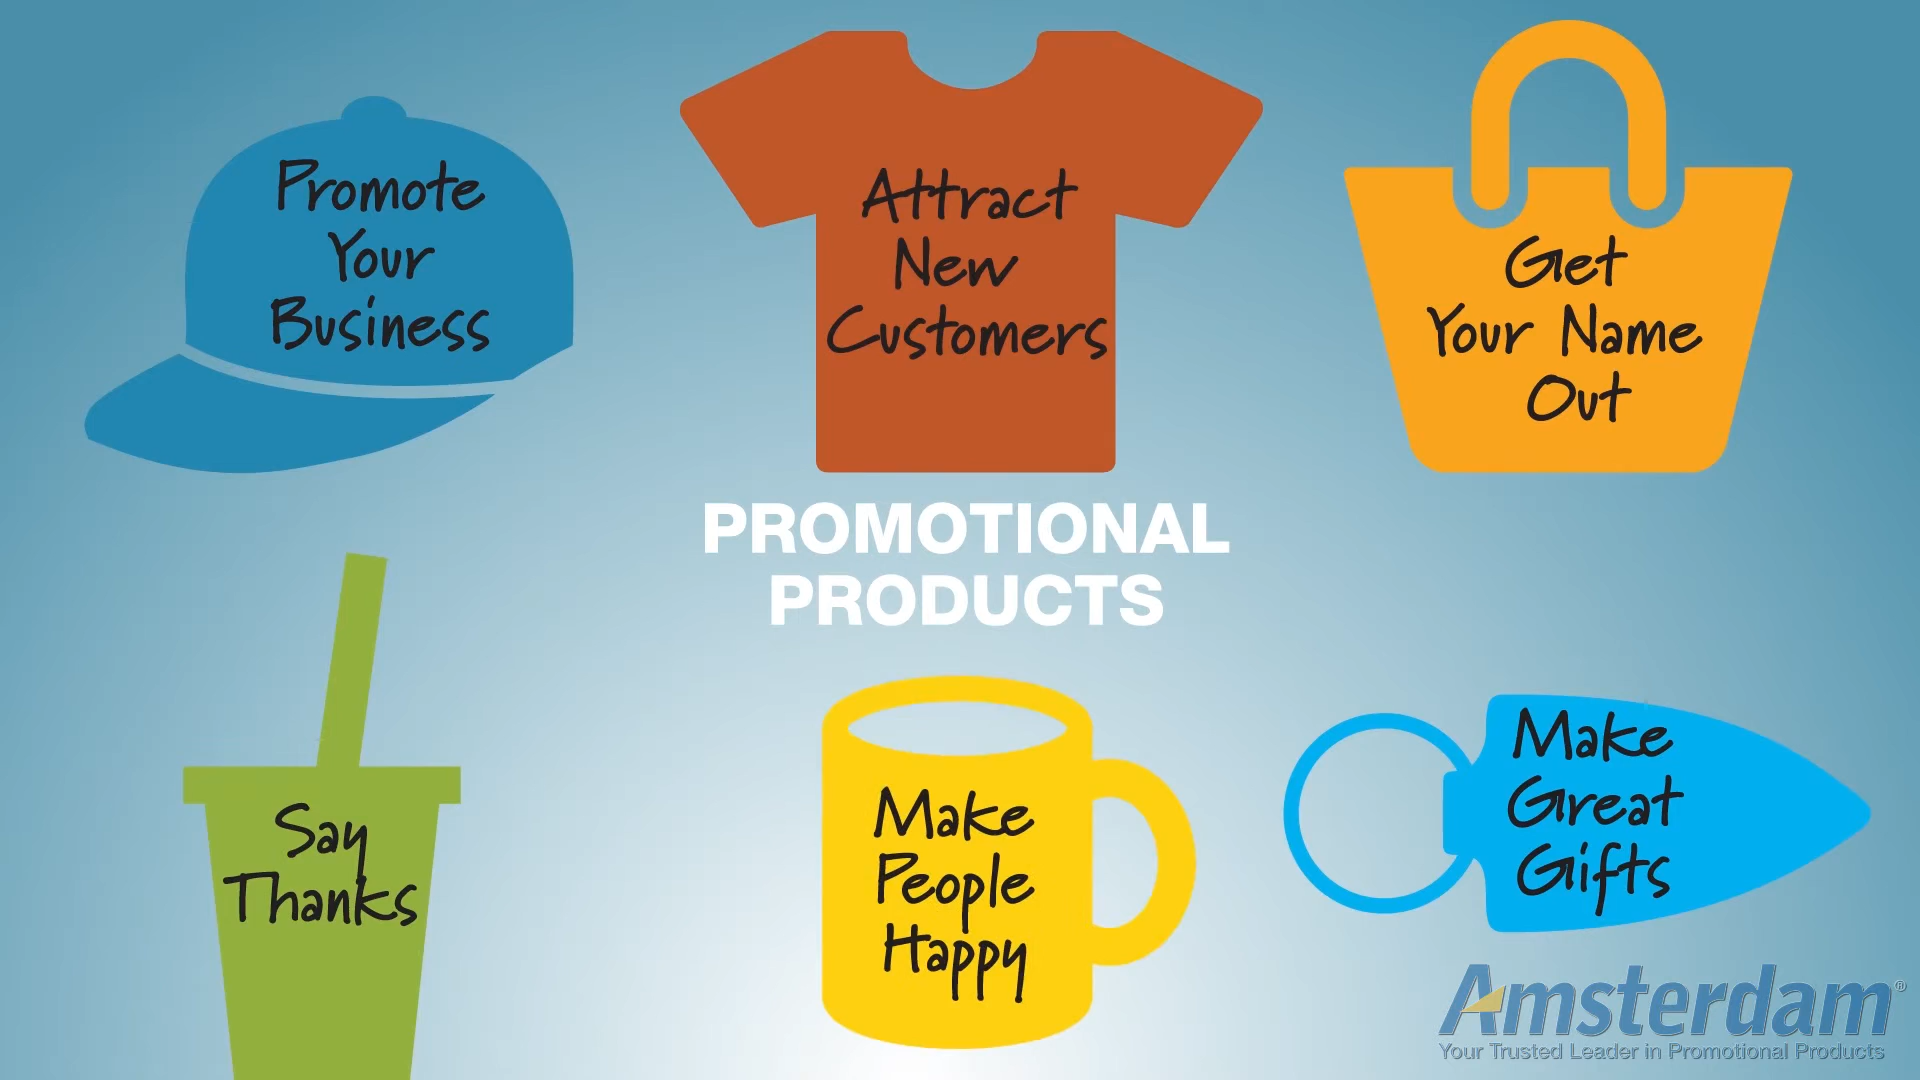 Promote
Your
Business
Attract
New
Customers
Get
Your Name
Out
PROMOTIONAL
PRODUCTS
Say
Thanks
Make
People
Happy
Make
Great
Gifts
Amsterdam®
Your Trusted Leader in Promotional Products